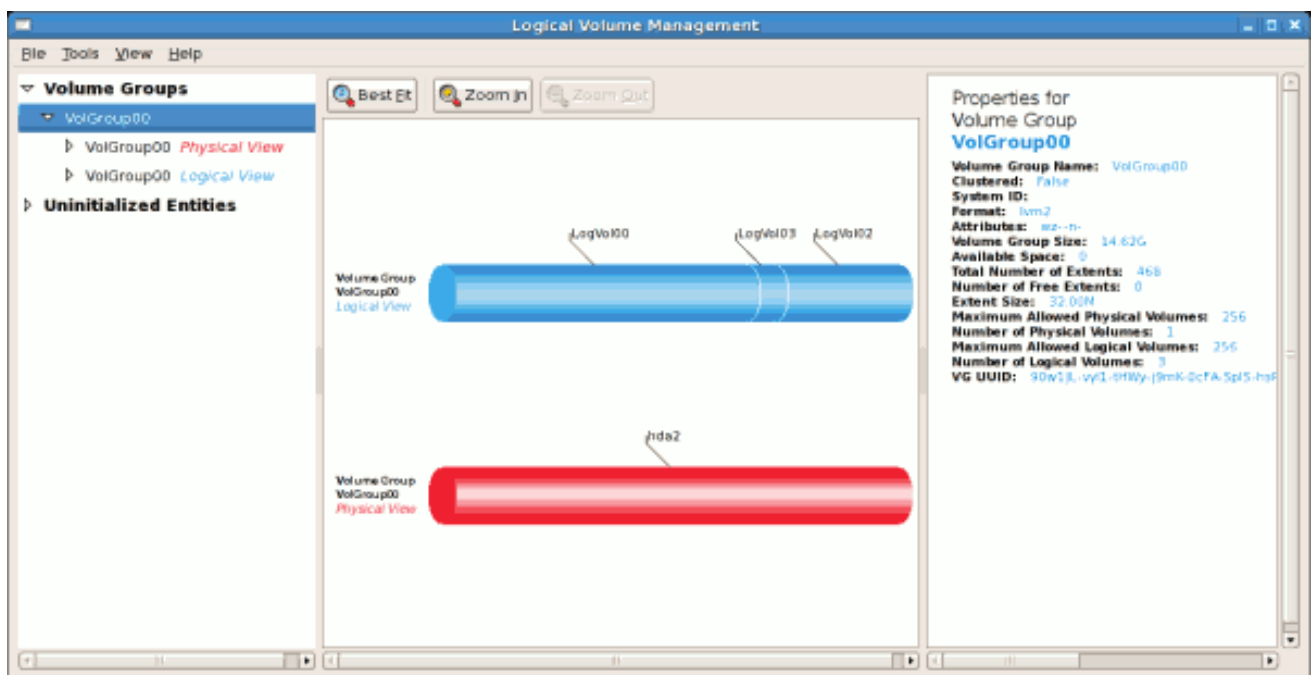 Logical Volume Management
File Tools View Help
Volume Groups
VolGroup00
VolGroup00 Physical View
VolGroup00 Logical View
Uninitialized Entities
Best Fit Zoom In Zoom Out
LogVol00 LogVol03 LogVol02
Volume Group
VolGroup00
Logical View
hda2
Volume Group
VolGroup00
Physical View
Properties for
Volume Group
VolGroup00
Volume Group Name: VolGroup00
Clustered: False
System ID:
Format: lvm2
Attributes: wz--n-
Volume Group Size: 14.62G
Available Space: 0
Total Number of Extents: 468
Number of Free Extents: 0
Extent Size: 32.00M
Maximum Allowed Physical Volumes: 256
Number of Physical Volumes: 1
Maximum Allowed Logical Volumes: 256
Number of Logical Volumes: 3
VG UUID: